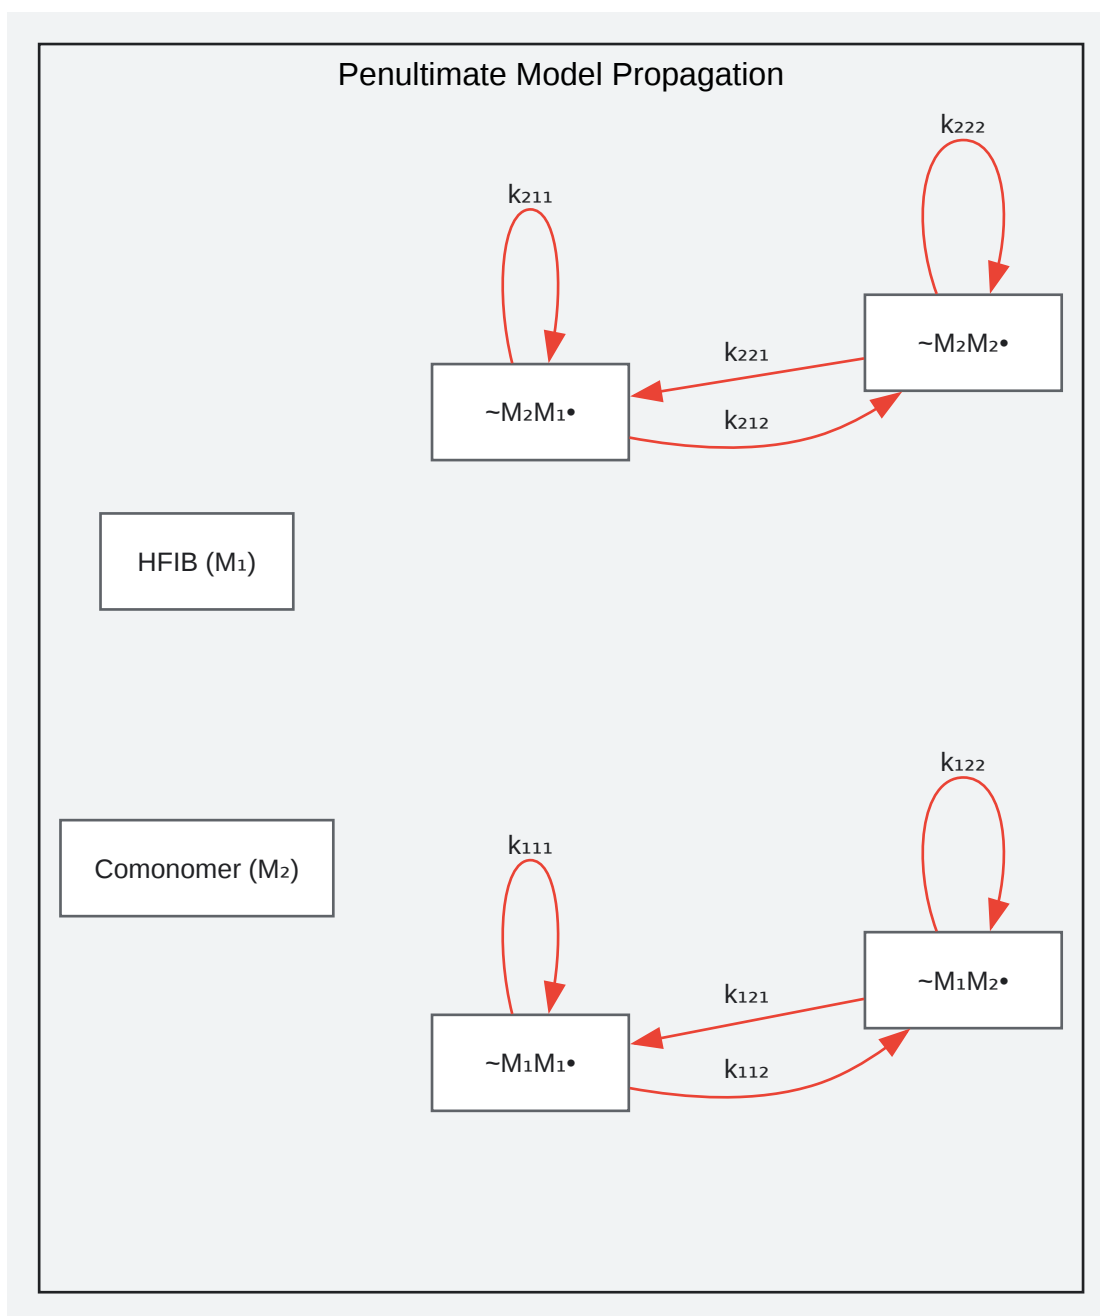 Penultimate Model Propagation
k₂₂₂
k₂₁₁
~M₂M₂•
k₂₂₁
~M₂M₁•
k₂₁₂
HFIB (M₁)
k₁₂₂
k₁₁₁
Comonomer (M₂)
~M₁M₂•
k₁₂₁
~M₁M₁•
k₁₁₂